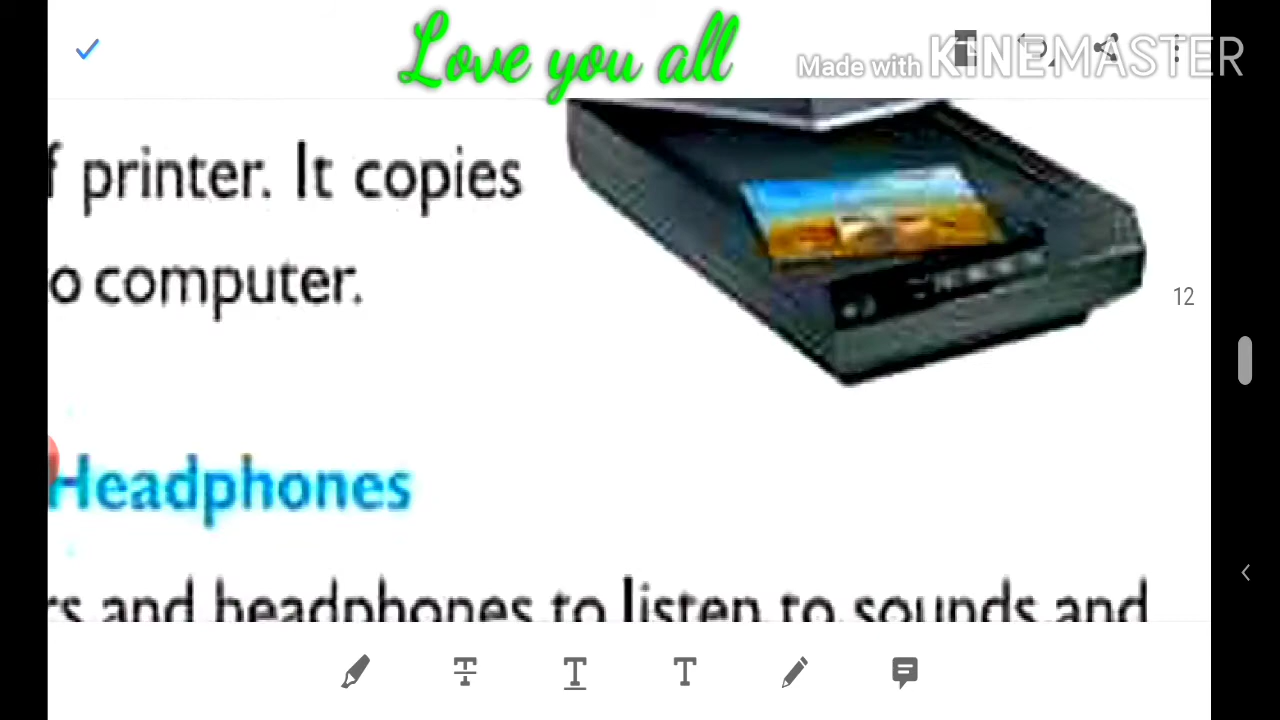 Love you all
Made with KINEMASTER
f printer. It copies
o computer.
12
Headphones
rs and headphones to listen to sounds and